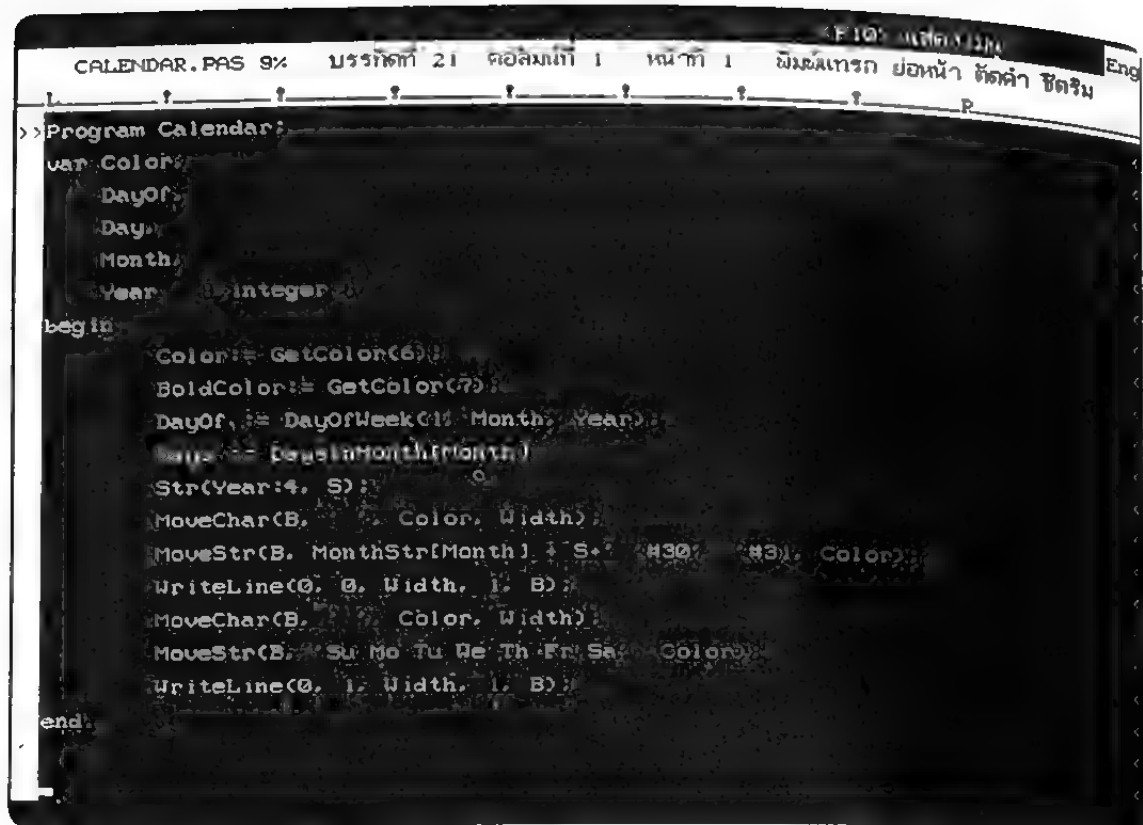 <F10> แสดงเมนู
CALENDAR.PAS 9% บรรทัดที่ 21 คอลัมน์ที่ 1 หน้าที่ 1 พิมพ์แทรก ย่อหน้า ตัดคำ ชิดริม Eng
>>Program Calendar;
var Color,
DayOf,
Day,
Month,
Year : integer;
begin
Color:= GetColor(6);
BoldColor:= GetColor(7);
DayOf := DayOfWeek(1, Month, Year);
Days := DaysInMonth[Month]
Str(Year:4, S);
MoveChar(B, ' ', Color, Width);
MoveStr(B, MonthStr[Month] + S+' #30' '#31, Color);
WriteLine(0, 0, Width, 1, B);
MoveChar(B, ' ', Color, Width);
MoveStr(B, 'Su Mo Tu We Th Fr Sa', Color);
WriteLine(0, 1, Width, 1, B);
end